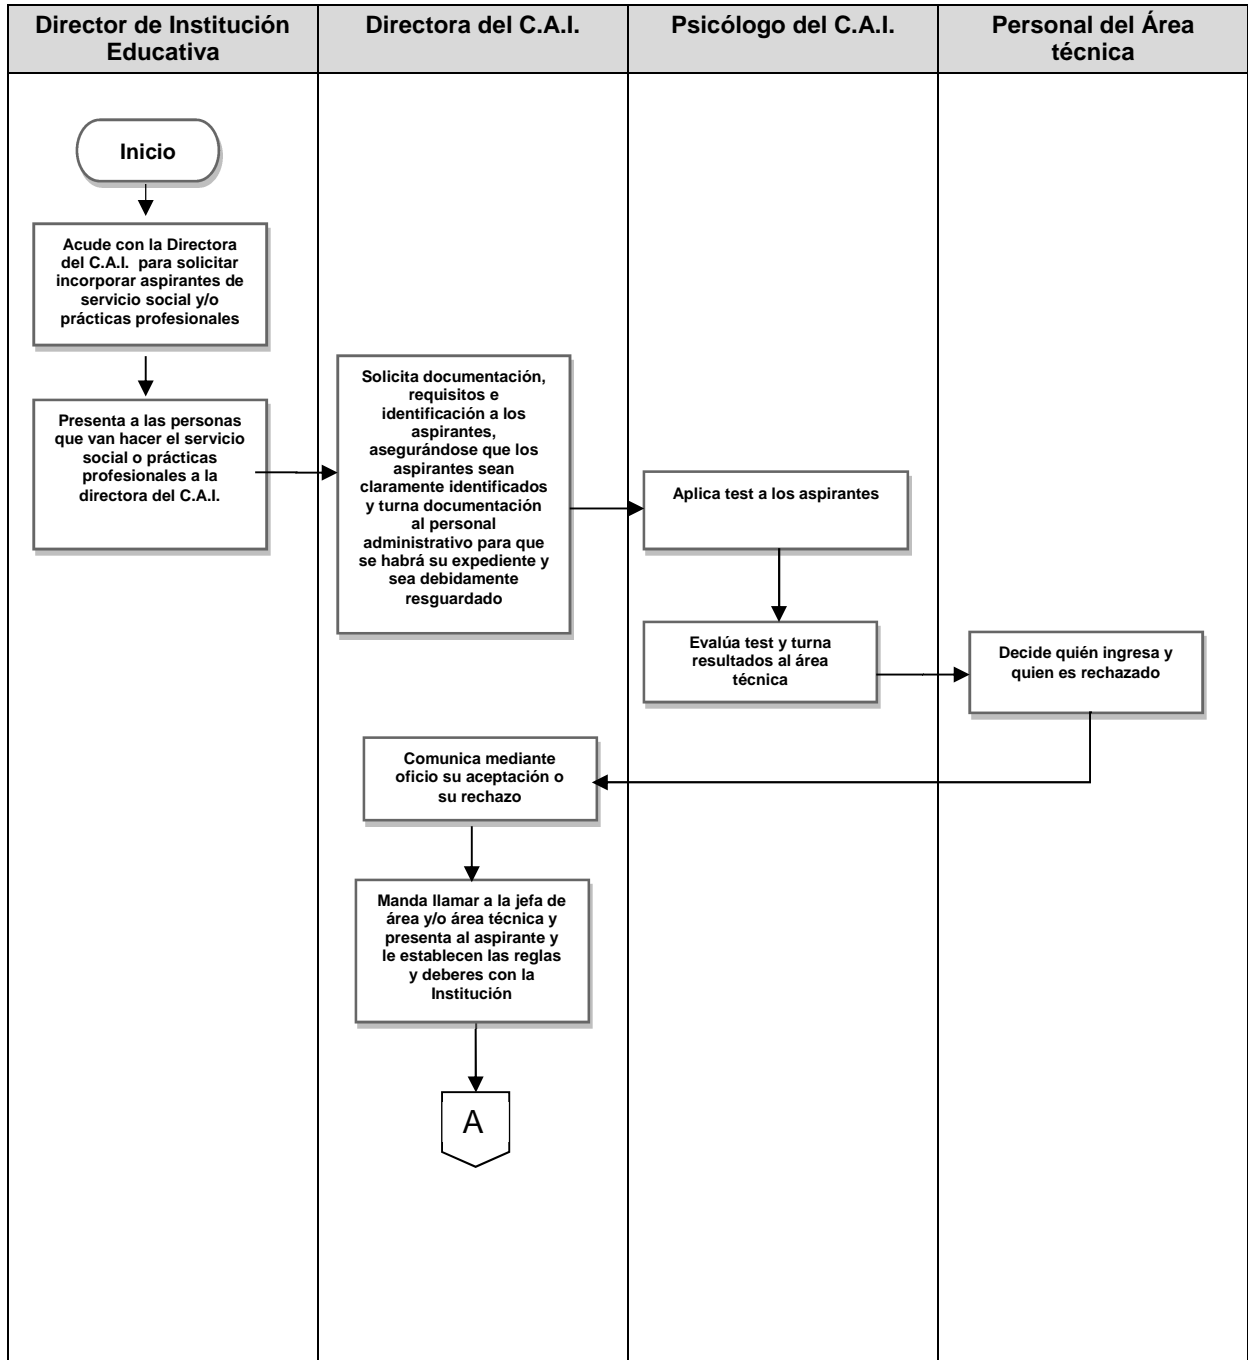 Director de Institución
Educativa
Directora del C.A.I.
Psicólogo del C.A.I.
Personal del Área
técnica
Inicio
Acude con la Directora
del C.A.I. para solicitar
incorporar aspirantes de
servicio social y/o
prácticas profesionales
Presenta a las personas
que van hacer el servicio
social o prácticas
profesionales a la
directora del C.A.I.
Solicita documentación,
requisitos e
identificación a los
aspirantes,
asegurándose que los
aspirantes sean
claramente identificados
y turna documentación
al personal
administrativo para que
se habrá su expediente y
sea debidamente
resguardado
Aplica test a los aspirantes
Evalúa test y turna
resultados al área
técnica
Decide quién ingresa y
quien es rechazado
Comunica mediante
oficio su aceptación o
su rechazo
Manda llamar a la jefa de
área y/o área técnica y
presenta al aspirante y
le establecen las reglas
y deberes con la
Institución
A